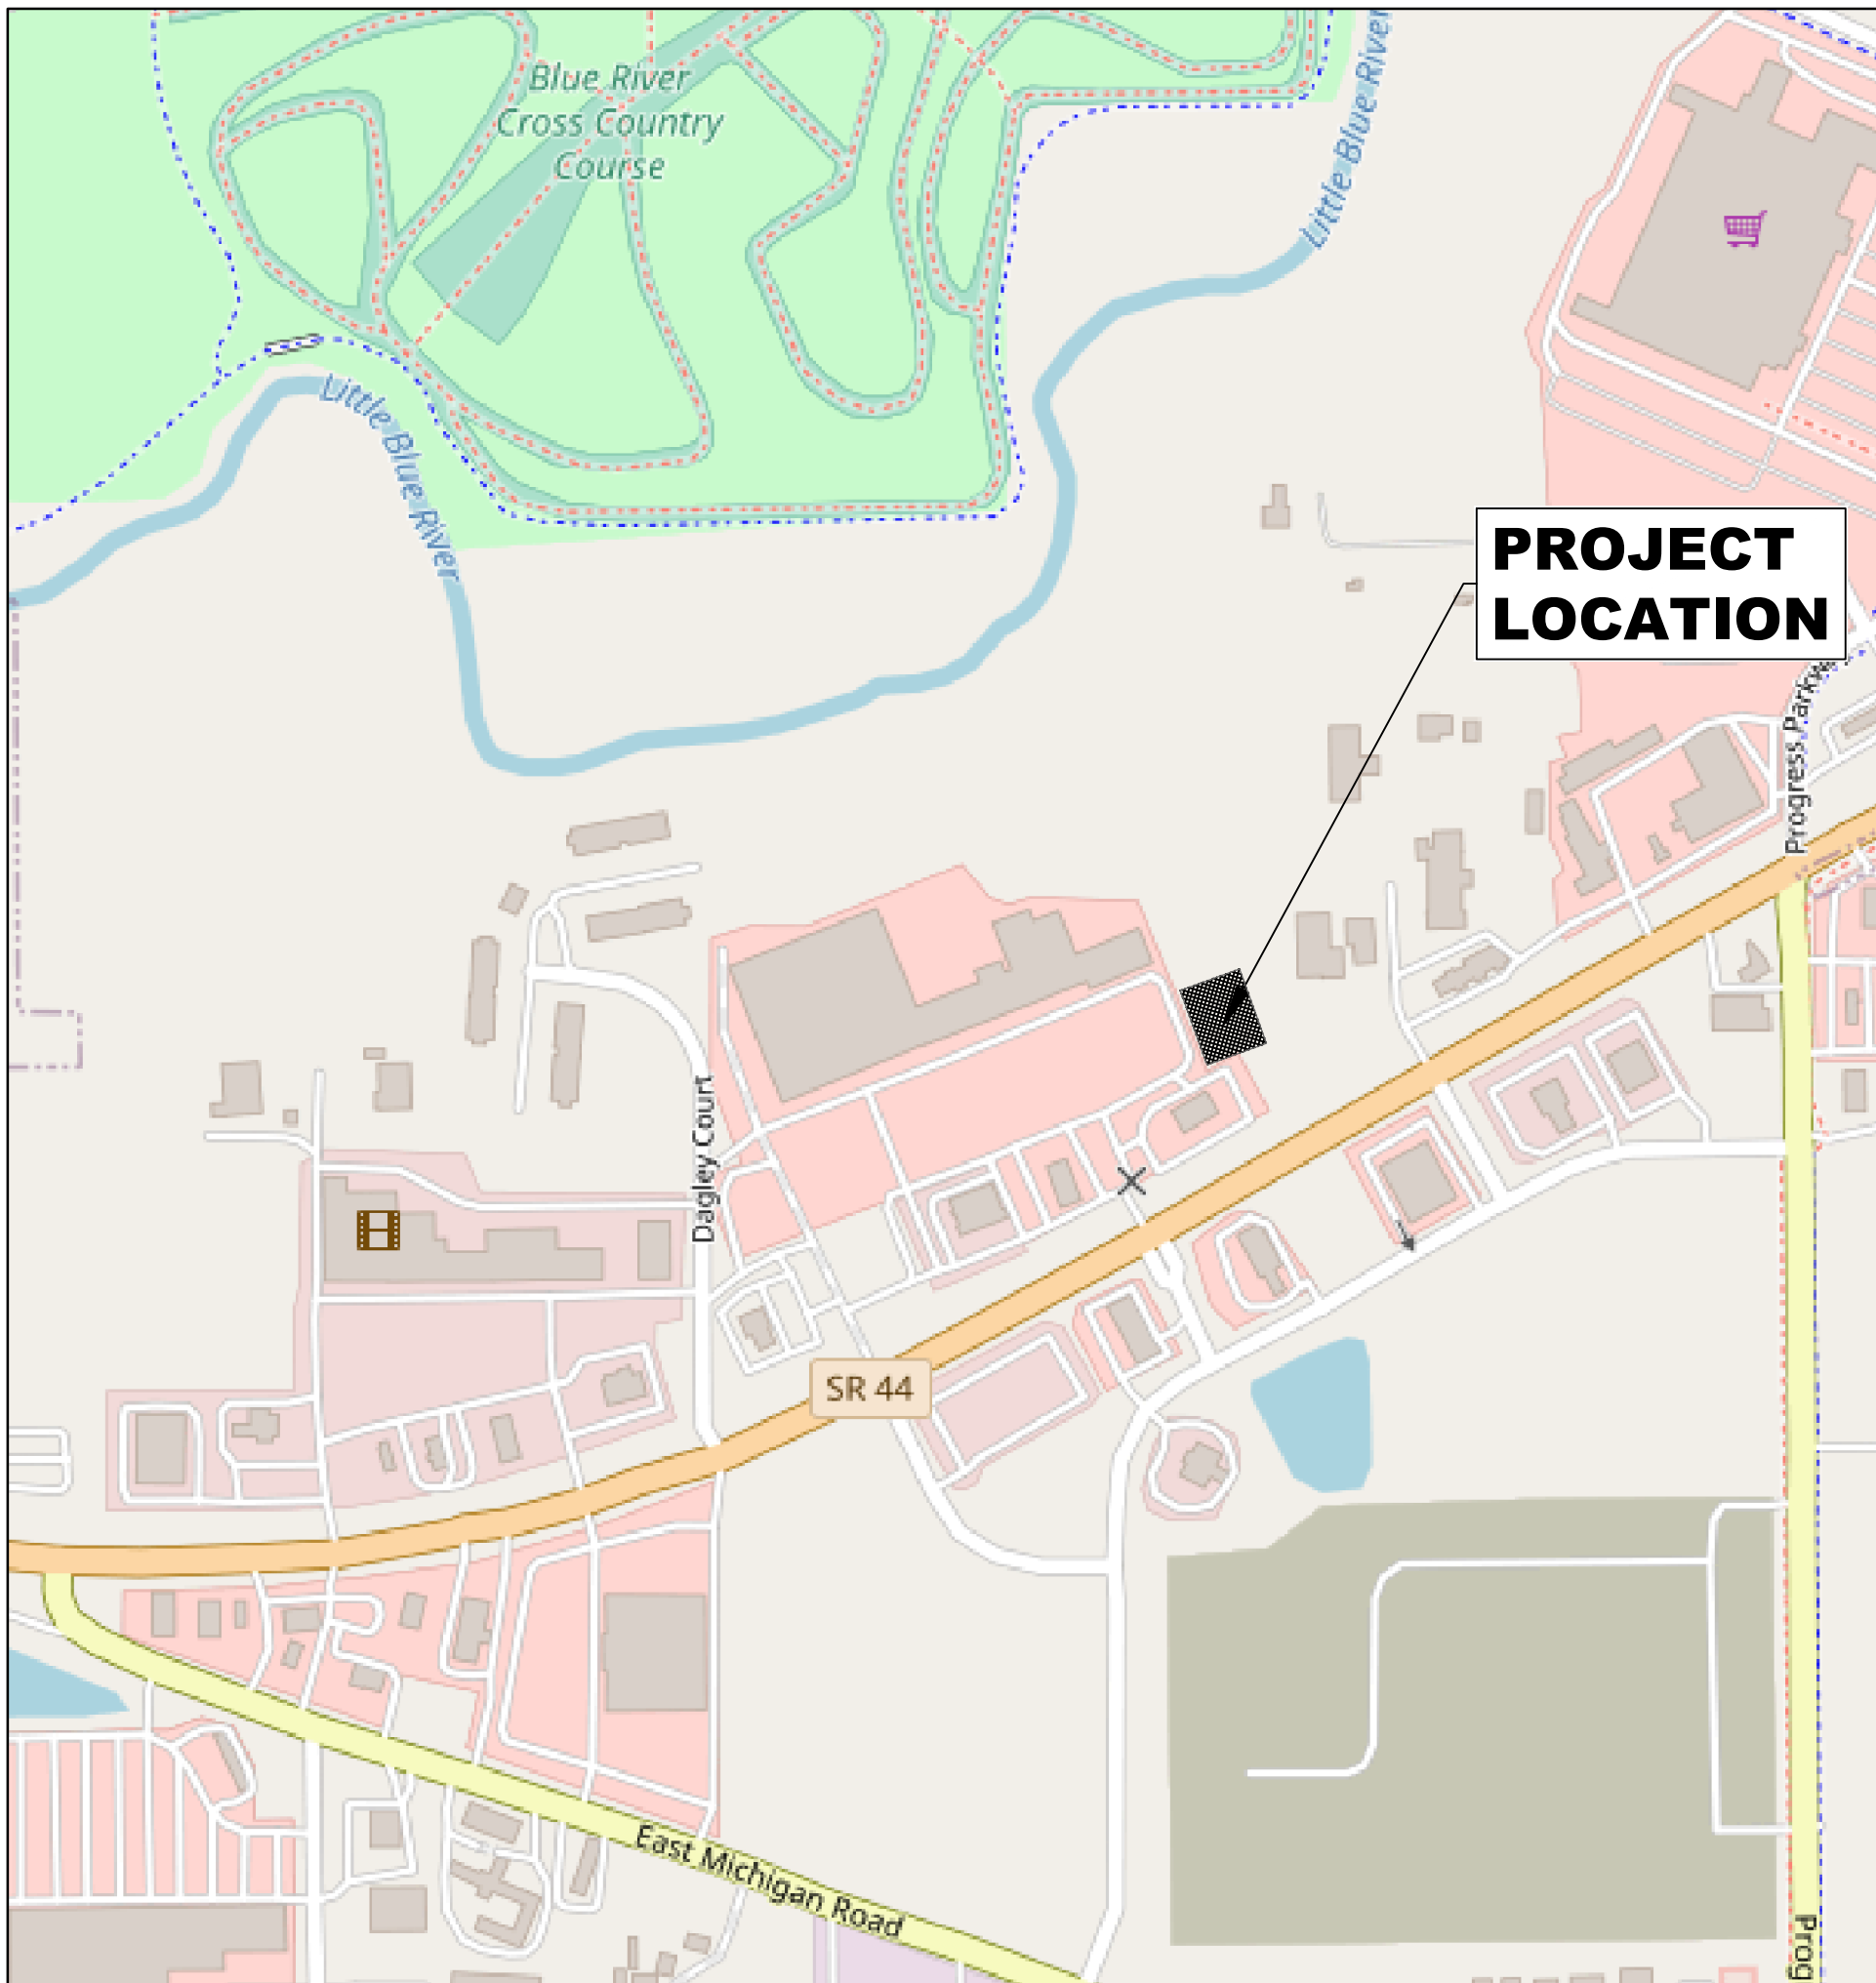 Blue River
Cross Country
Course
Little Blue River
Little Blue River
PROJECT
LOCATION
Progress Parkw
Dagley Court
SR 44
East Michigan Road
Prog